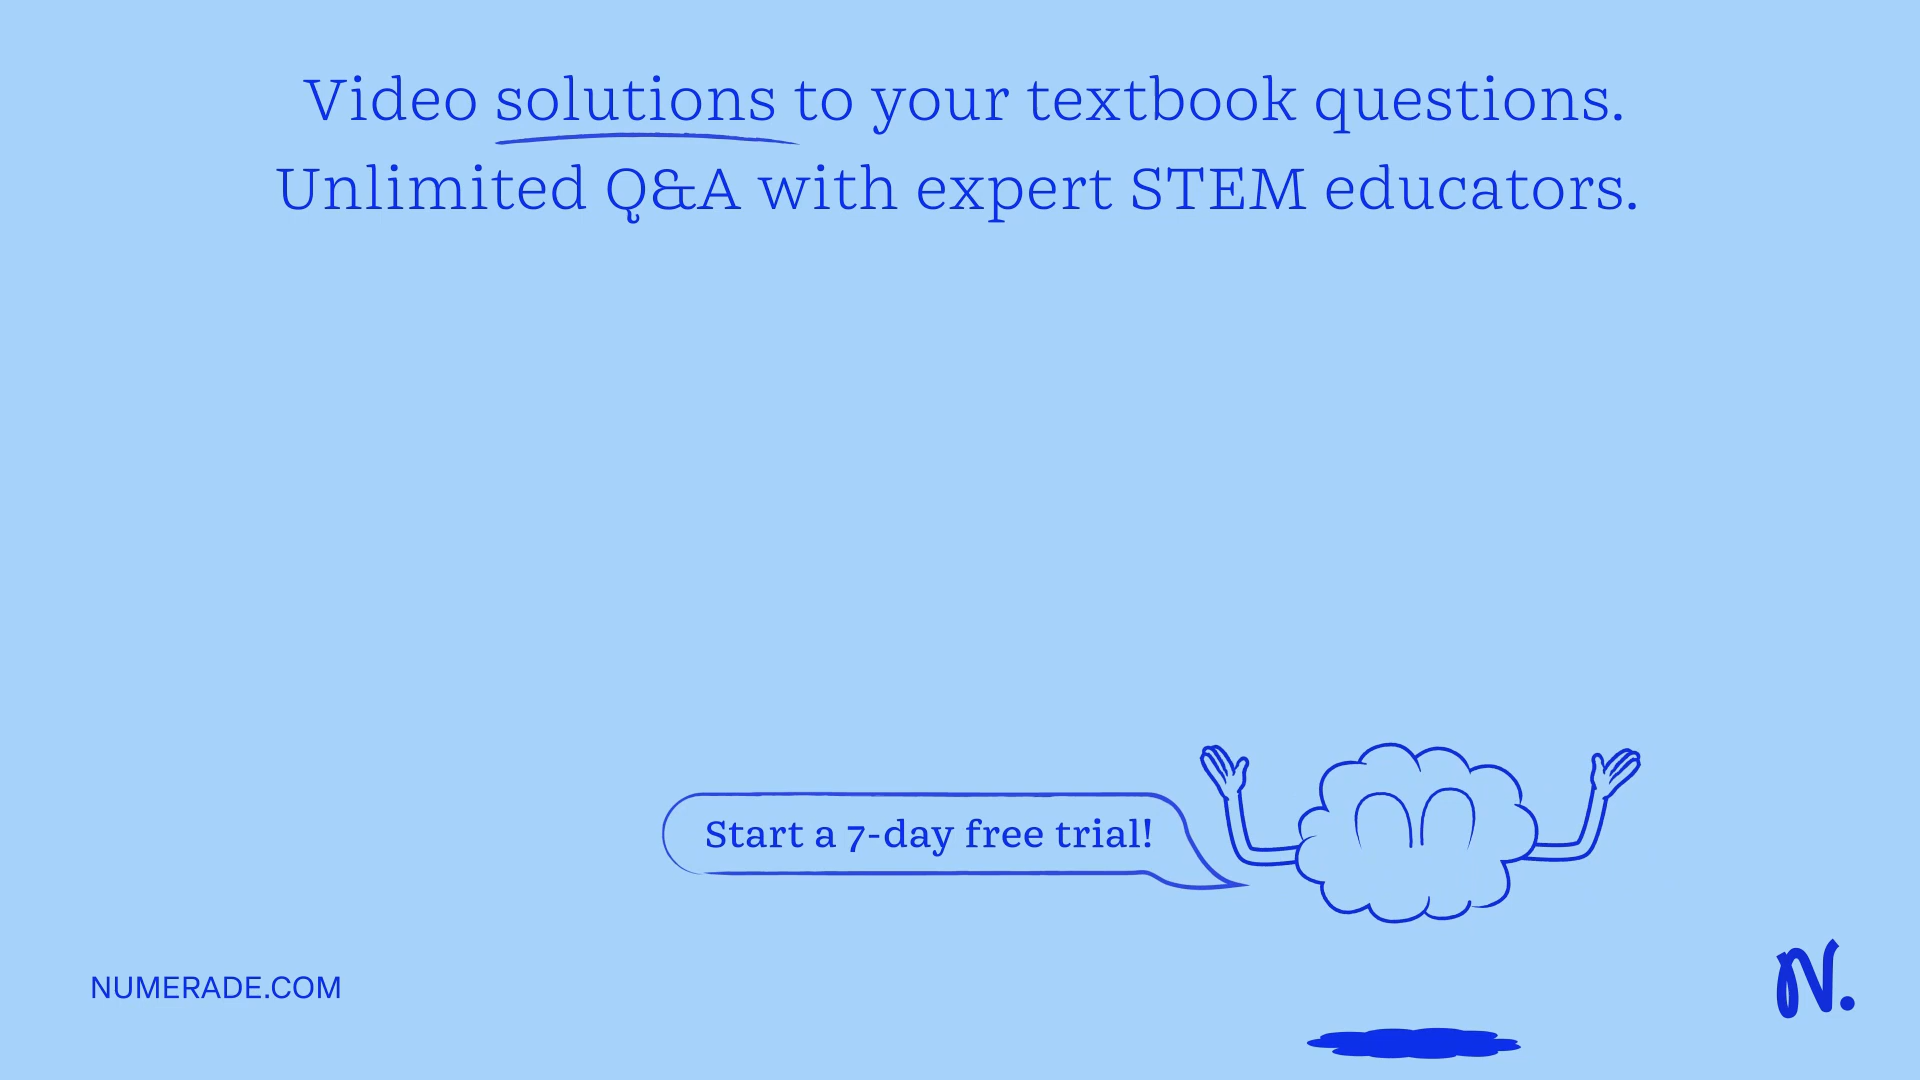 Video solutions to your textbook questions.
Unlimited Q&A with expert STEM educators.
Start a 7-day free trial!
NUMERADE.COM
N.